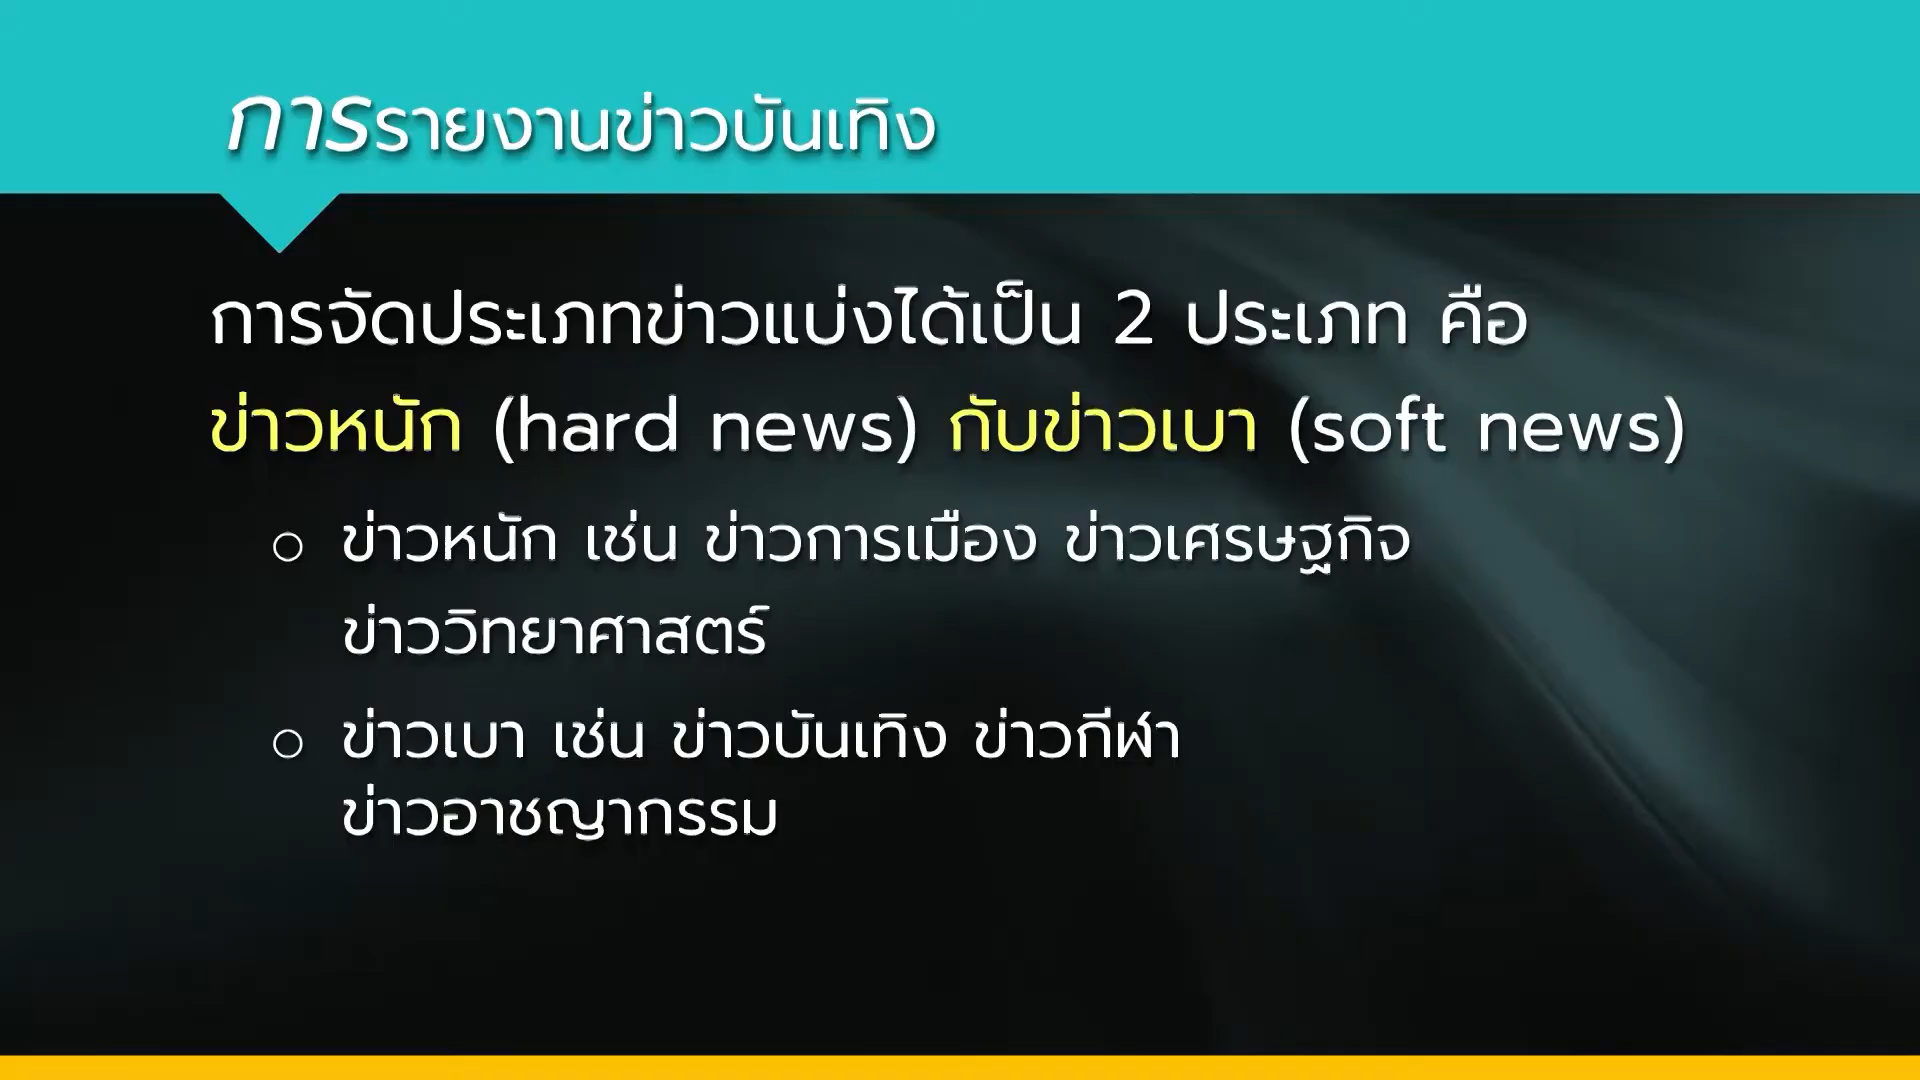 การรายงานข่าวบันเทิง
การจัดประเภทข่าวแบ่งได้เป็น 2 ประเภท คือ
ข่าวหนัก (hard news) กับข่าวเบา (soft news)
o ข่าวหนัก เช่น ข่าวการเมือง ข่าวเศรษฐกิจ
ข่าววิทยาศาสตร์
o ข่าวเบา เช่น ข่าวบันเทิง ข่าวกีฬา
ข่าวอาชญากรรม